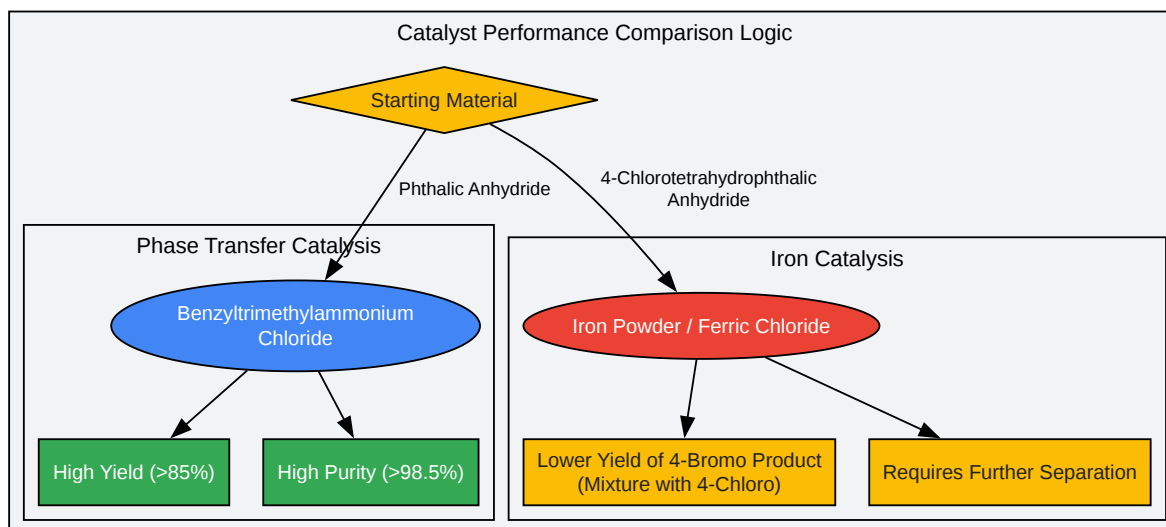 Catalyst Performance Comparison Logic
Starting Material
Phthalic Anhydride
4-Chlorotetrahydrophthalic
Anhydride
Phase Transfer Catalysis
Benzyltrimethylammonium
Chloride
High Yield (>85%)
High Purity (>98.5%)
Iron Catalysis
Iron Powder / Ferric Chloride
Lower Yield of 4-Bromo Product
(Mixture with 4-Chloro)
Requires Further Separation